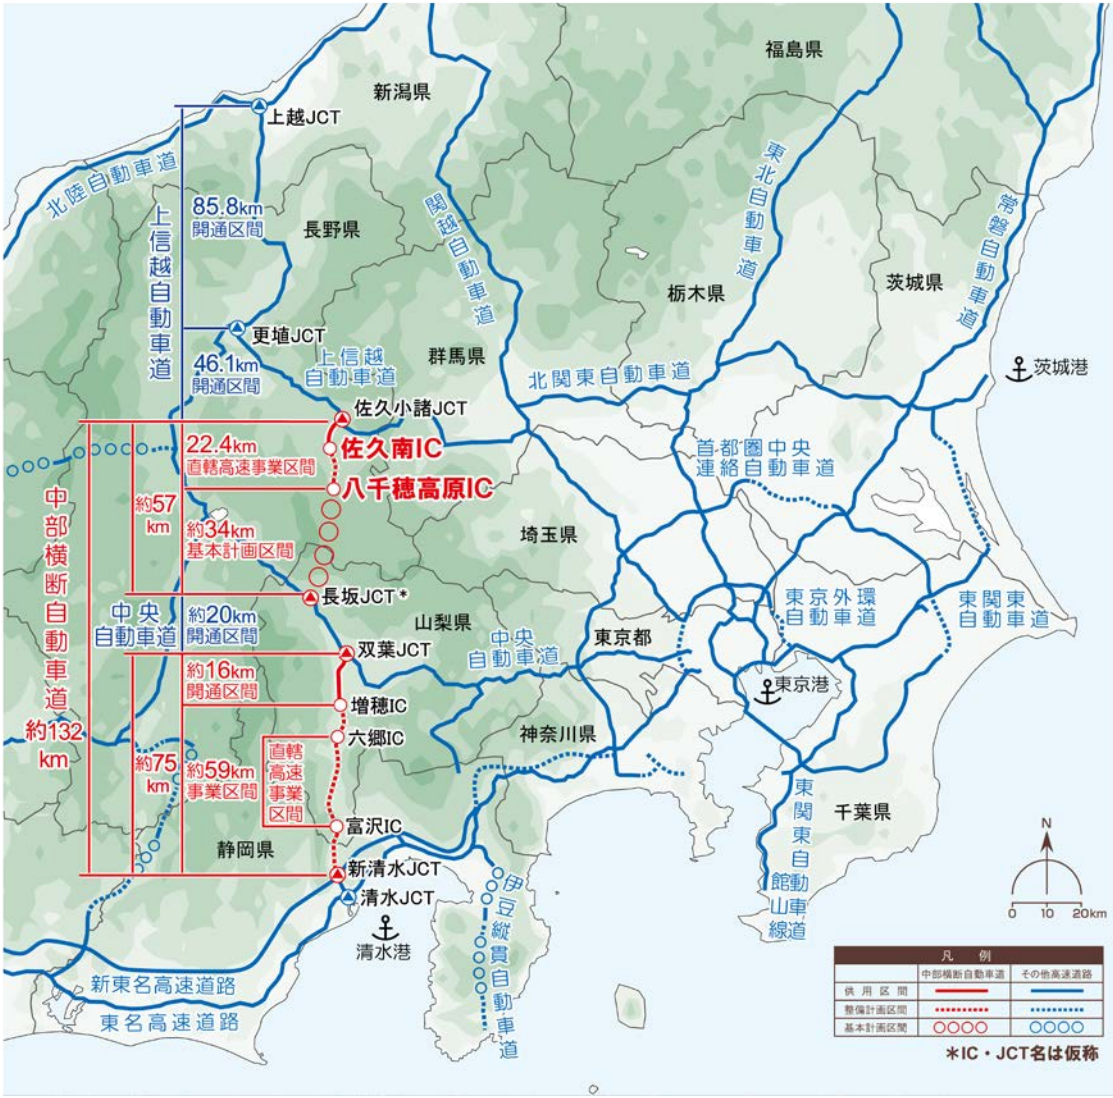 福島県
新潟県
上越JCT
北陸自動車道
上信越自動車道
85.8km
開通区間
長野県
関越自動車道
東北自動車道
常磐自動車道
栃木県
茨城県
更埴JCT
46.1km
開通区間
上信越
自動車道
群馬県
北関東自動車道
茨城港
佐久小諸JCT
22.4km
直轄高速事業区間
佐久南IC
八千穂高原IC
首都圏中央
連絡自動車道
中部横断自動車道
約132
km
約57
km
約34km
基本計画区間
埼玉県
長坂JCT*
中央
自動車道
約20km
開通区間
山梨県
中央
自動車道
東京都
東京外環
自動車道
東関東
自動車道
双葉JCT
約16km
開通区間
増穂IC
東京港
六郷IC
神奈川県
約75
km
約59km
事業区間
直轄
高速
事業
区間
富沢IC
静岡県
新清水JCT
清水JCT
清水港
伊豆縦貫自動車道
東関東自動車道
館山線
千葉県
新東名高速道路
東名高速道路
N
0 10 20km
凡 例
中部横断自動車道 その他高速道路
供用区間
整備計画区間
基本計画区間
*IC・JCT名は仮称